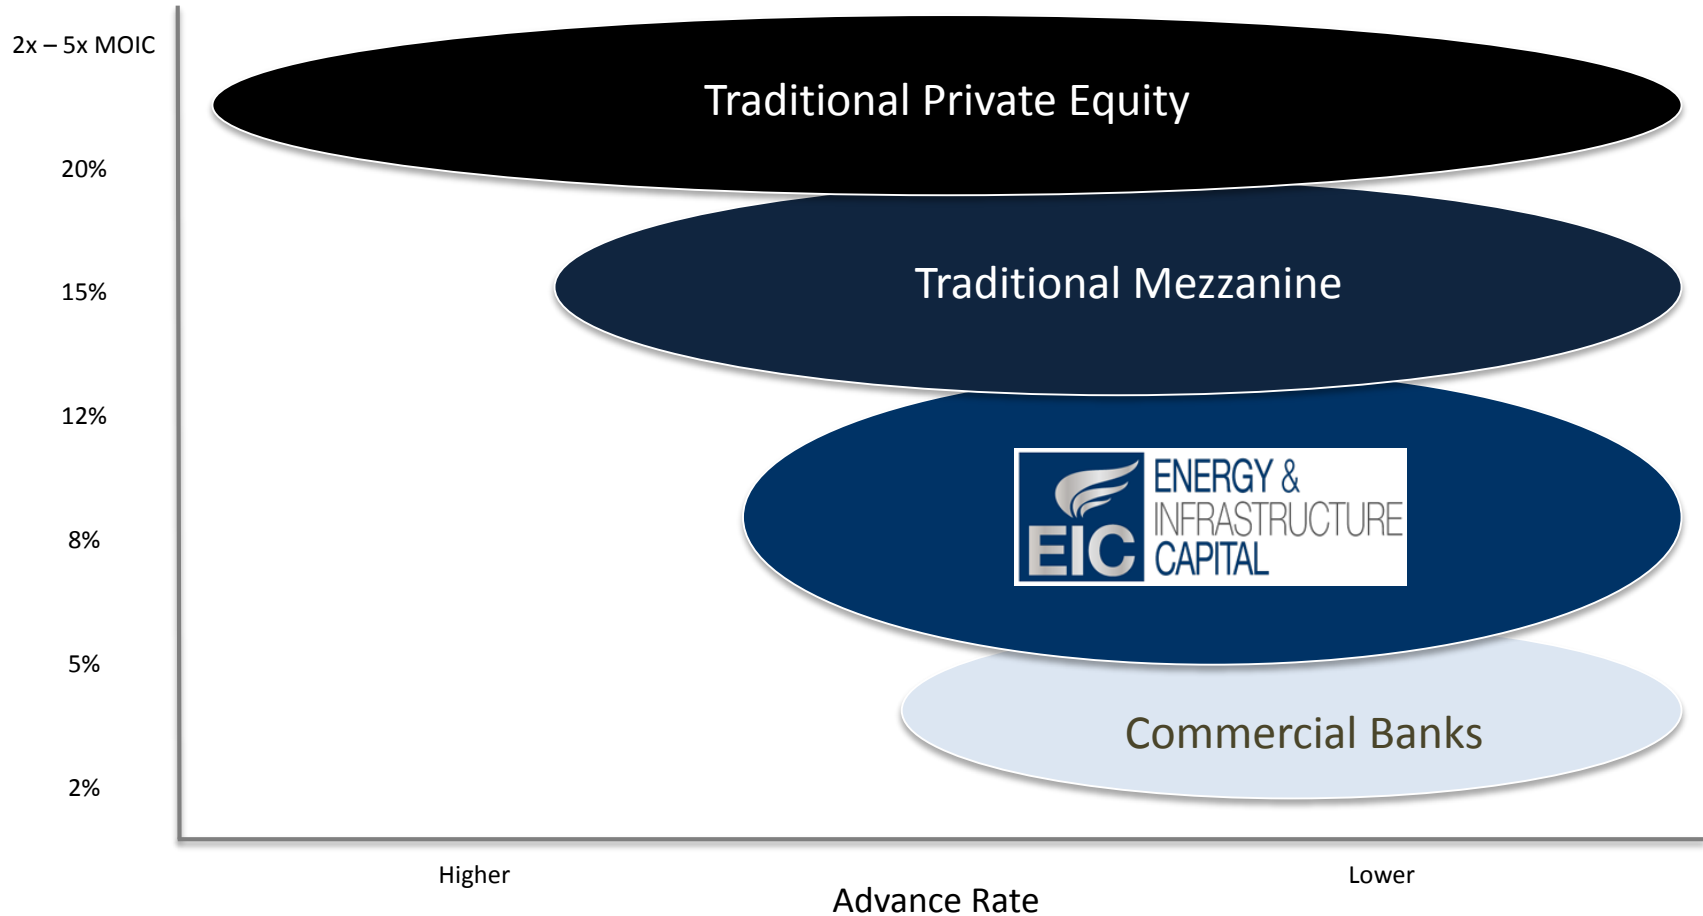 2x – 5x MOIC
Traditional Private Equity
20%
Traditional Mezzanine
15%
12%
EIC
ENERGY &
INFRASTRUCTURE
CAPITAL
8%
5%
Commercial Banks
2%
Higher
Lower
Advance Rate